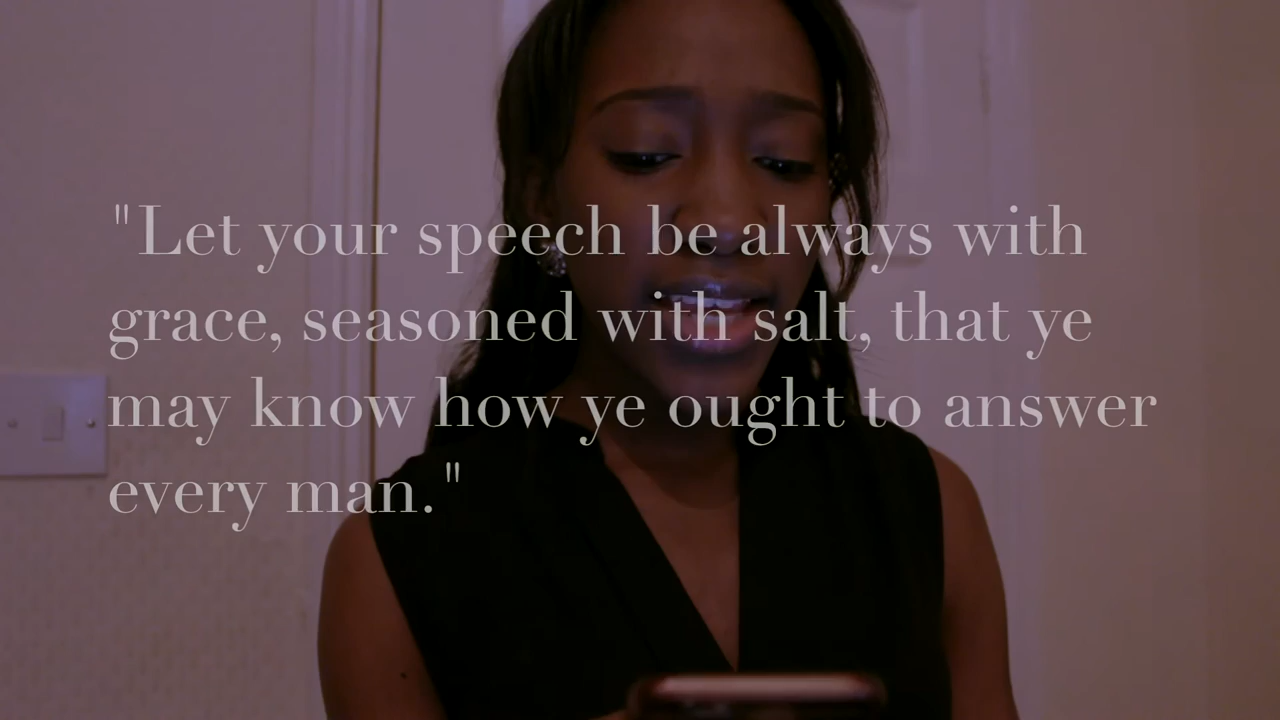 "Let your speech be always with
grace, seasoned with salt, that ye
may know how ye ought to answer
every man."